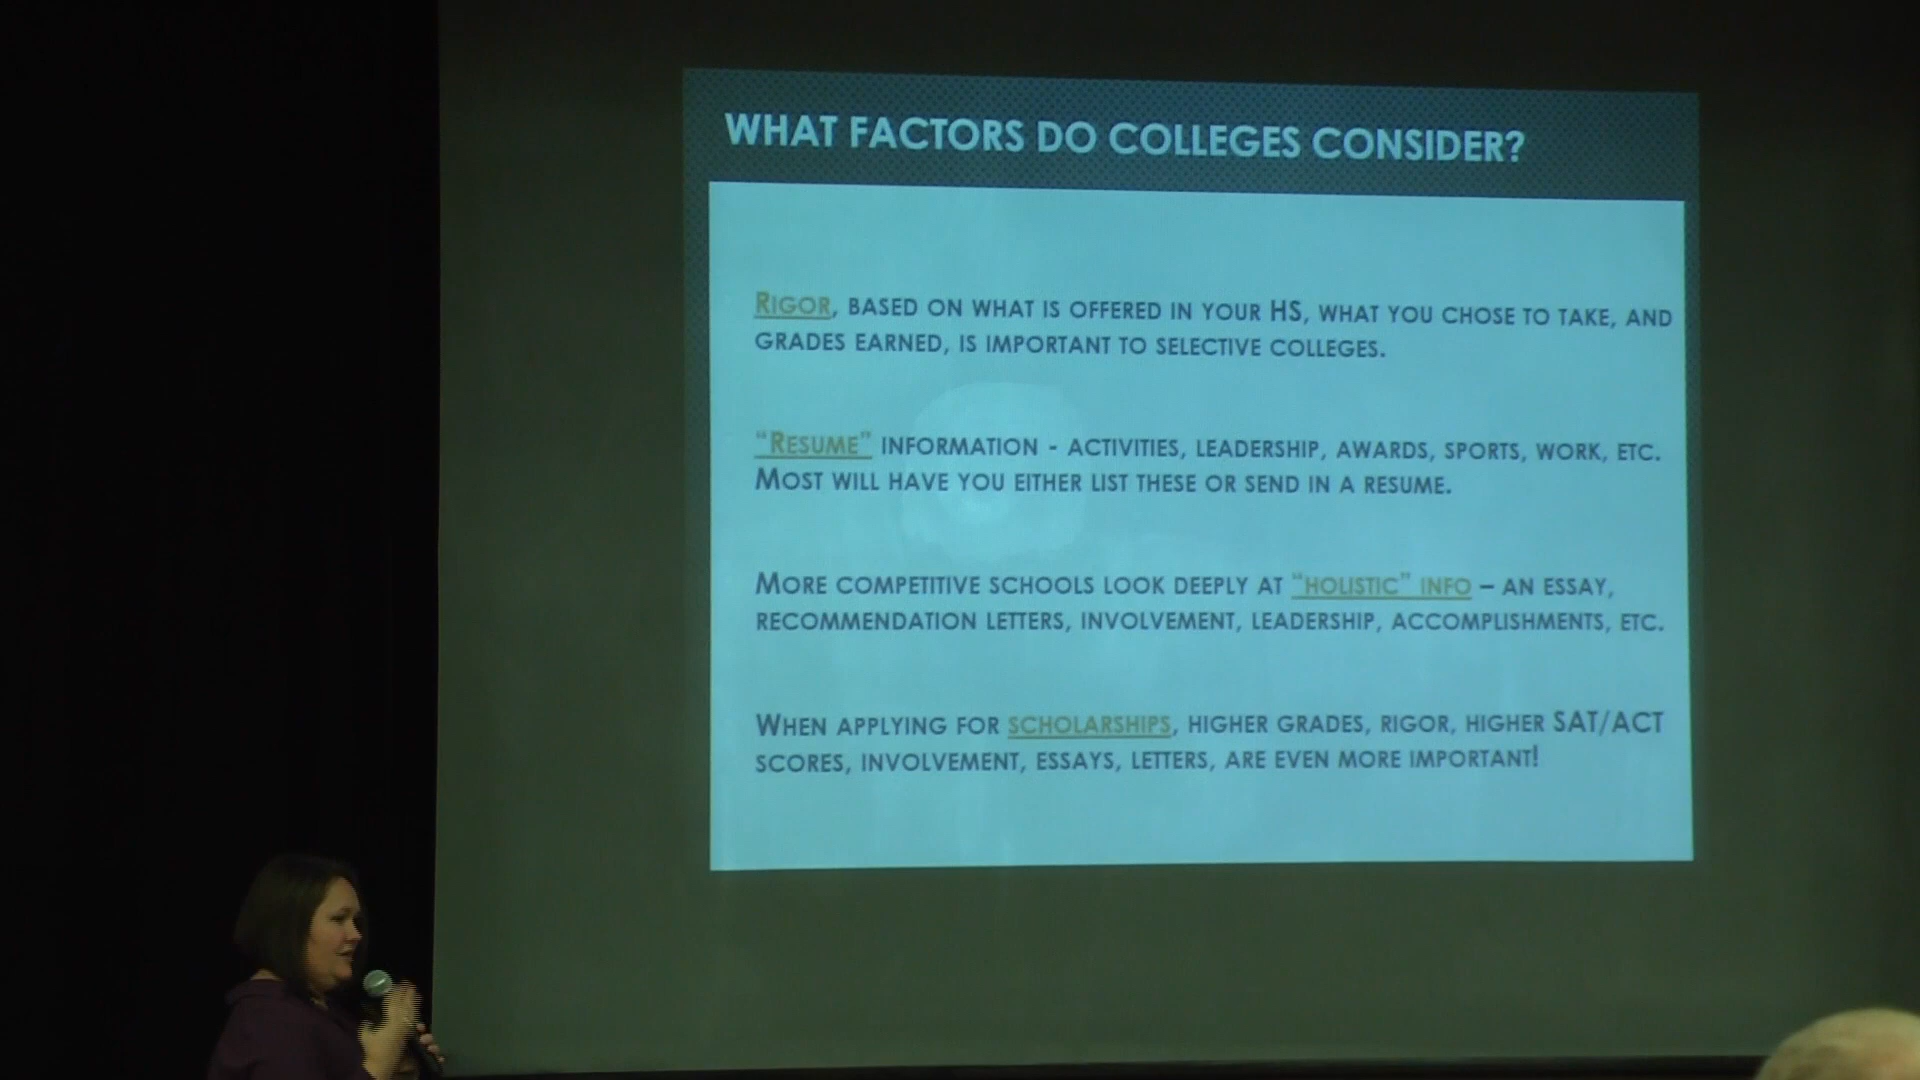 WHAT FACTORS DO COLLEGES CONSIDER?
RIGOR, BASED ON WHAT IS OFFERED IN YOUR HS, WHAT YOU CHOSE TO TAKE, AND
GRADES EARNED, IS IMPORTANT TO SELECTIVE COLLEGES.
“RESUME” INFORMATION - ACTIVITIES, LEADERSHIP, AWARDS, SPORTS, WORK, ETC.
MOST WILL HAVE YOU EITHER LIST THESE OR SEND IN A RESUME.
MORE COMPETITIVE SCHOOLS LOOK DEEPLY AT “HOLISTIC” INFO – AN ESSAY,
RECOMMENDATION LETTERS, INVOLVEMENT, LEADERSHIP, ACCOMPLISHMENTS, ETC.
WHEN APPLYING FOR SCHOLARSHIPS, HIGHER GRADES, RIGOR, HIGHER SAT/ACT
SCORES, INVOLVEMENT, ESSAYS, LETTERS, ARE EVEN MORE IMPORTANT!